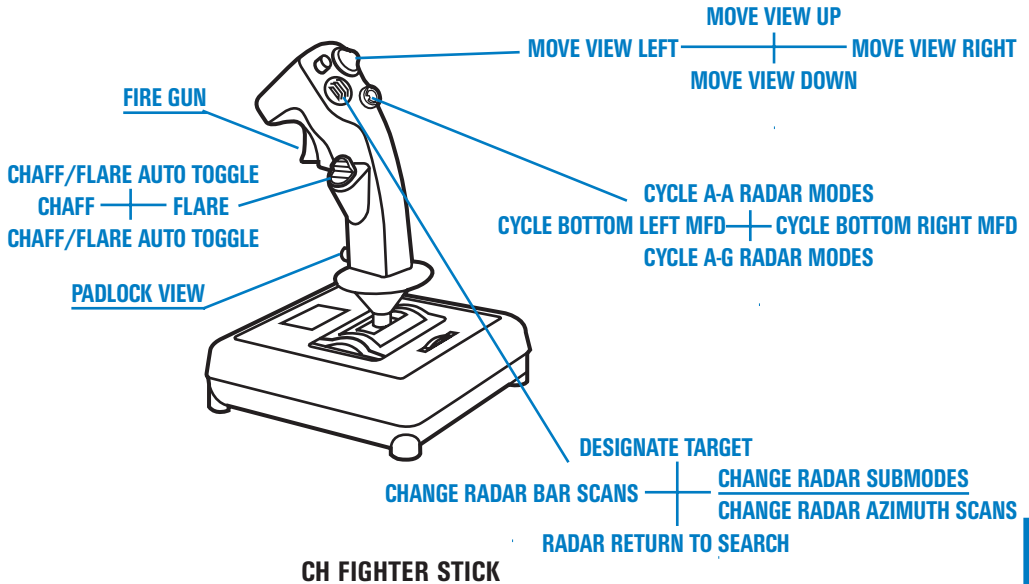 MOVE VIEW UP
MOVE VIEW LEFT MOVE VIEW RIGHT
MOVE VIEW DOWN
FIRE GUN
CHAFF/FLARE AUTO TOGGLE
CHAFF FLARE
CHAFF/FLARE AUTO TOGGLE
CYCLE A-A RADAR MODES
CYCLE BOTTOM LEFT MFD CYCLE BOTTOM RIGHT MFD
CYCLE A-G RADAR MODES
PADLOCK VIEW
DESIGNATE TARGET
CHANGE RADAR BAR SCANS CHANGE RADAR SUBMODES
CHANGE RADAR AZIMUTH SCANS
RADAR RETURN TO SEARCH
CH FIGHTER STICK